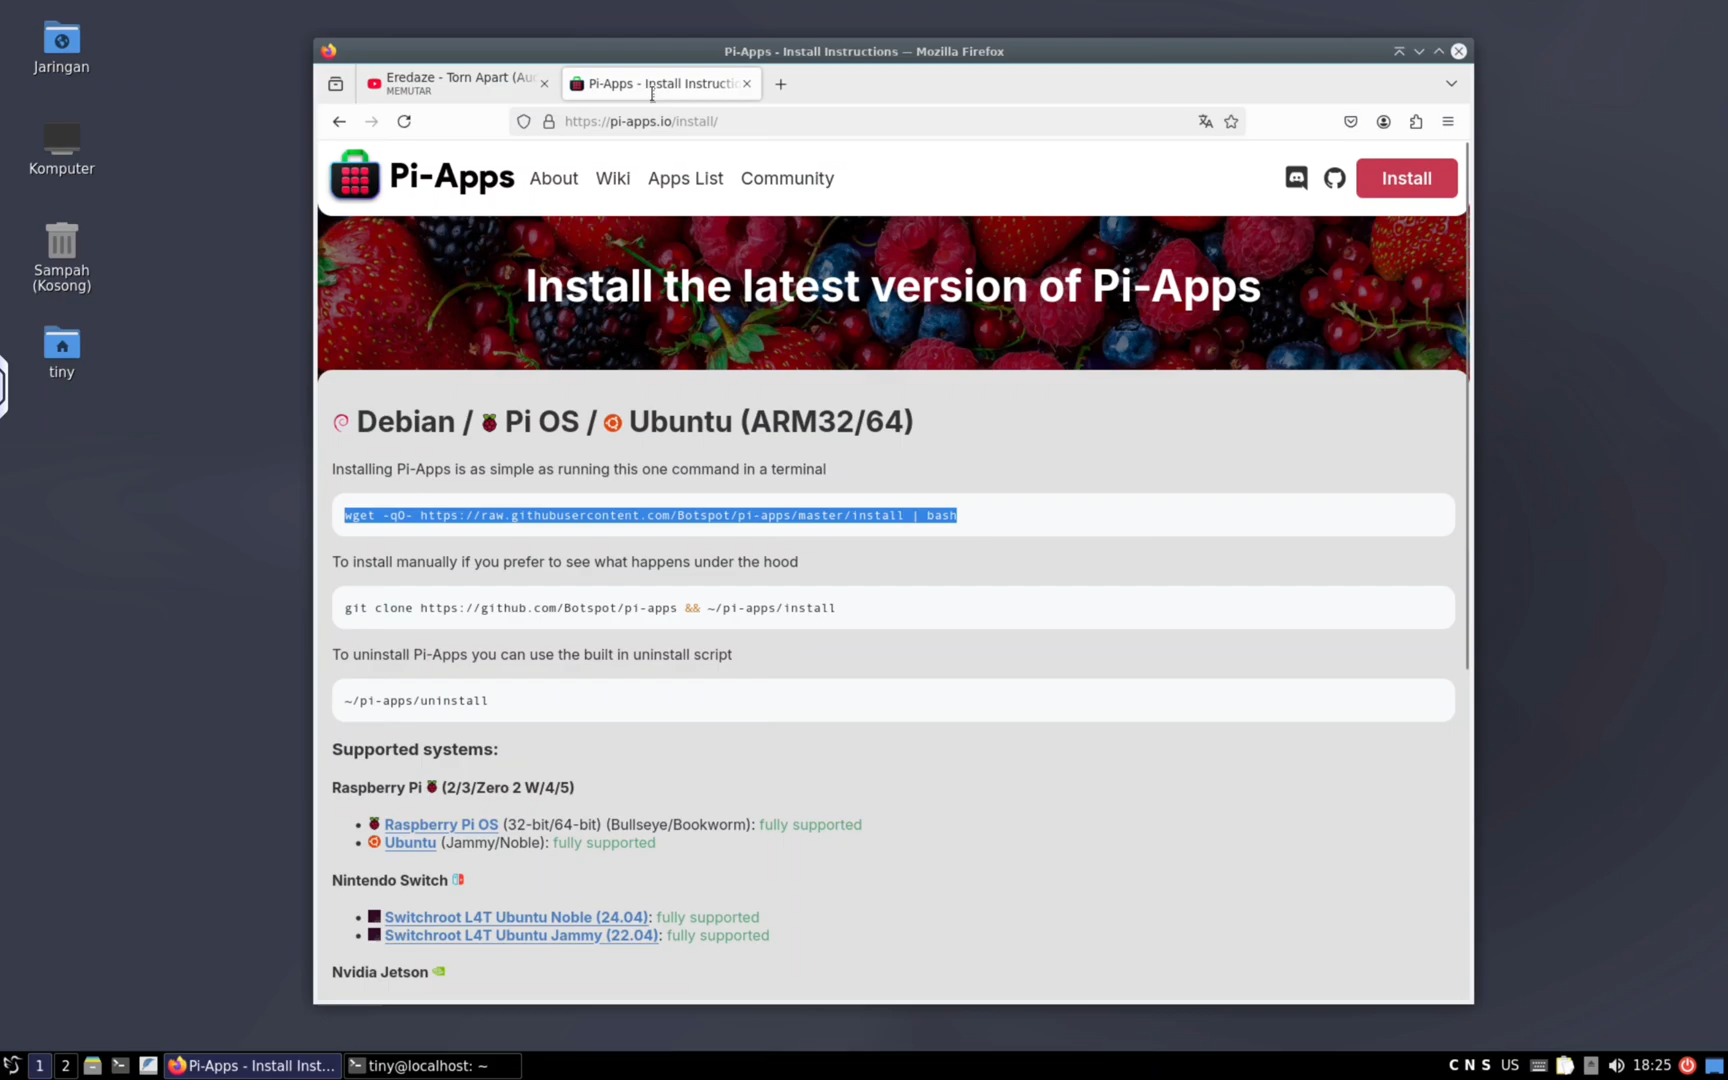 Jaringan
Komputer
Sampah
(Kosong)
tiny
Pi-Apps - Install Instructions — Mozilla Firefox
Eredaze - Torn Apart (Au
MEMUTAR
Pi-Apps - Install Instructi
https://pi-apps.io/install/
Pi-Apps
About
Wiki
Apps List
Community
Install
Install the latest version of Pi-Apps
Debian / Pi OS / Ubuntu (ARM32/64)
Installing Pi-Apps is as simple as running this one command in a terminal
wget -qO- https://raw.githubusercontent.com/Botspot/pi-apps/master/install | bash
To install manually if you prefer to see what happens under the hood
git clone https://github.com/Botspot/pi-apps && ~/pi-apps/install
To uninstall Pi-Apps you can use the built in uninstall script
~/pi-apps/uninstall
Supported systems:
Raspberry Pi (2/3/Zero 2 W/4/5)
• Raspberry Pi OS (32-bit/64-bit) (Bullseye/Bookworm): fully supported
• Ubuntu (Jammy/Noble): fully supported
Nintendo Switch
• Switchroot L4T Ubuntu Noble (24.04): fully supported
• Switchroot L4T Ubuntu Jammy (22.04): fully supported
Nvidia Jetson
1
2
Pi-Apps - Install Inst...
tiny@localhost: ~
C N S
US
18:25